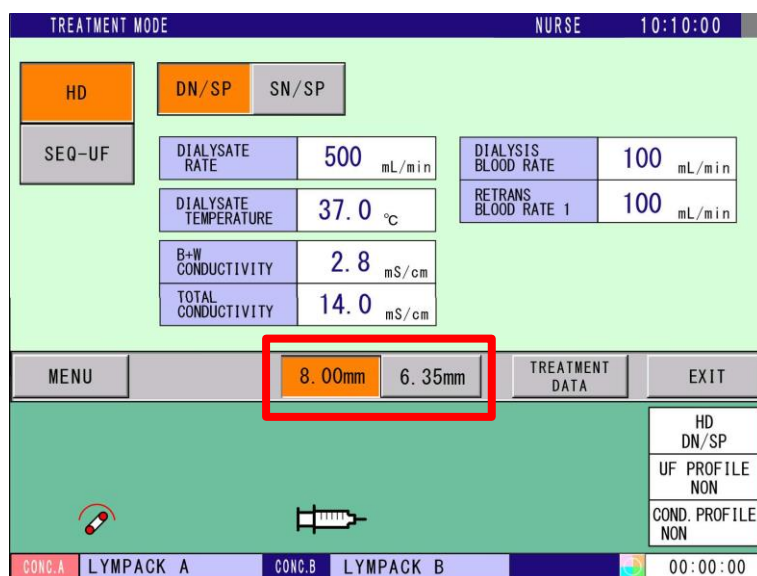 TREATMENT MODE NURSE 10:10:00
HD DN/SP SN/SP
SEQ-UF
DIALYSATE
RATE
500 mL/min
DIALYSIS
BLOOD RATE
100 mL/min
DIALYSATE
TEMPERATURE
37.0 °C
RETRANS
BLOOD RATE 1
100 mL/min
B+W
CONDUCTIVITY
2.8 mS/cm
TOTAL
CONDUCTIVITY
14.0 mS/cm
MENU 8.00mm 6.35mm
TREATMENT
DATA
EXIT
HD
DN/SP
UF PROFILE
NON
COND.PROFILE
NON
CONC.A LYMPACK A CONC.B LYMPACK B 00:00:00